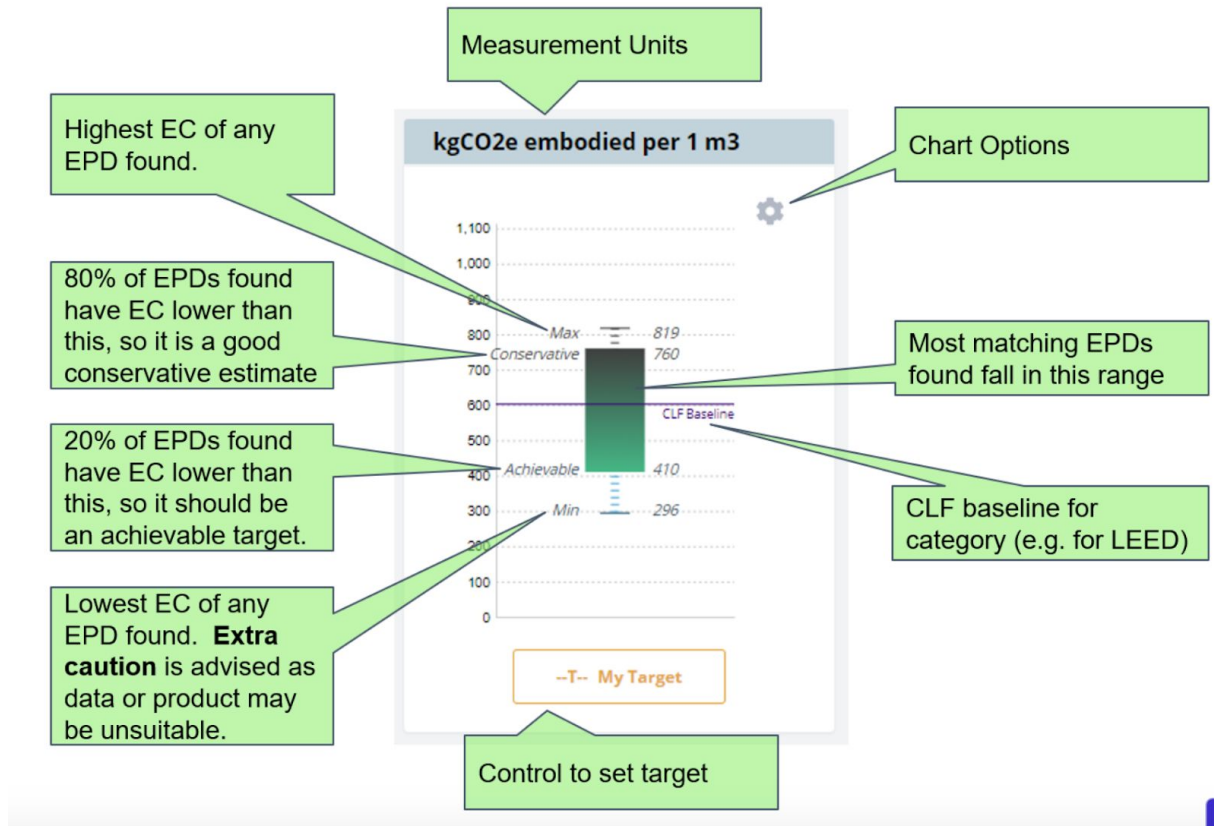 Measurement Units
Highest EC of any
EPD found.
kgCO2e embodied per 1 m3
Chart Options
80% of EPDs found
have EC lower than
this, so it is a good
conservative estimate
20% of EPDs found
have EC lower than
this, so it should be
an achievable target.
Lowest EC of any
EPD found. Extra
caution is advised as
data or product may
be unsuitable.
1,100
1,000
900
800
Max
819
Conservative
760
700
600
CLF Baseline
500
Achievable
410
400
300
Min
296
200
100
0
Most matching EPDs
found fall in this range
CLF baseline for
category (e.g. for LEED)
--T-- My Target
Control to set target